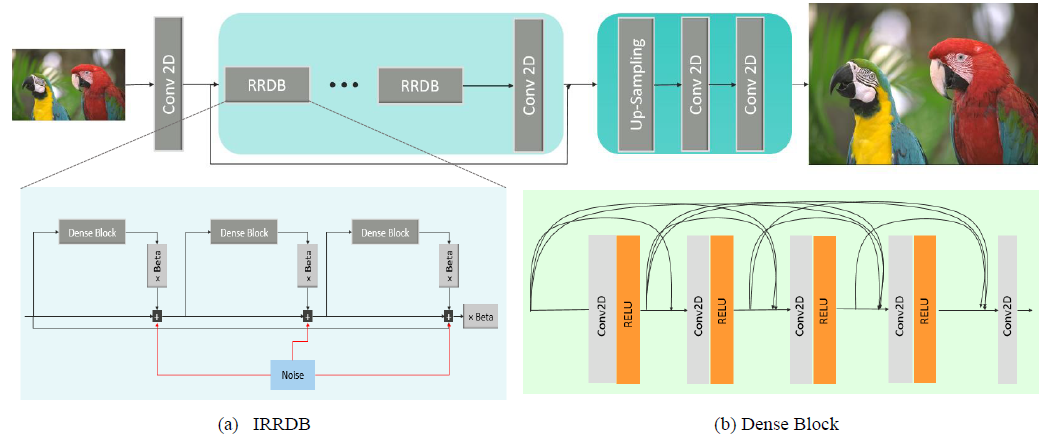 Conv 2D
RRDB
RRDB
Conv 2D
Up-Sampling
Conv 2D
Conv 2D
Dense Block
Dense Block
Dense Block
× Beta
× Beta
× Beta
+
+
+
× Beta
Noise
Conv2D
RELU
Conv2D
RELU
Conv2D
RELU
Conv2D
RELU
Conv2D
(a) IRRDB
(b) Dense Block